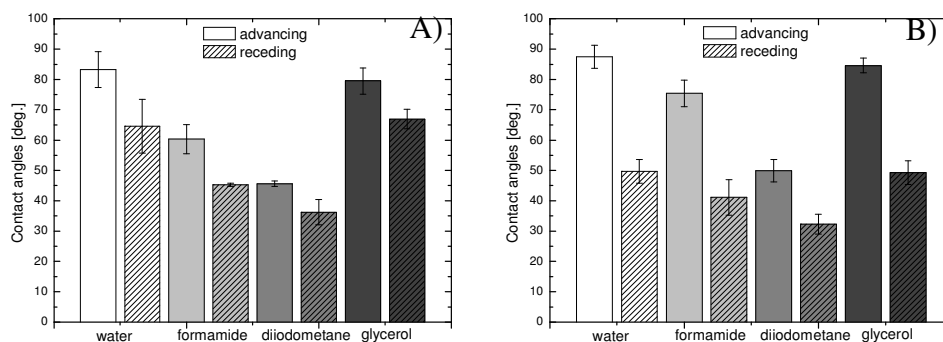 A)
advancing
receding
Contact angles [deg.]
100
90
80
70
60
50
40
30
20
10
0
water
formamide
diiodometane
glycerol
B)
advancing
receding
Contact angles [deg.]
100
90
80
70
60
50
40
30
20
10
0
water
formamide
diiodometane
glycerol